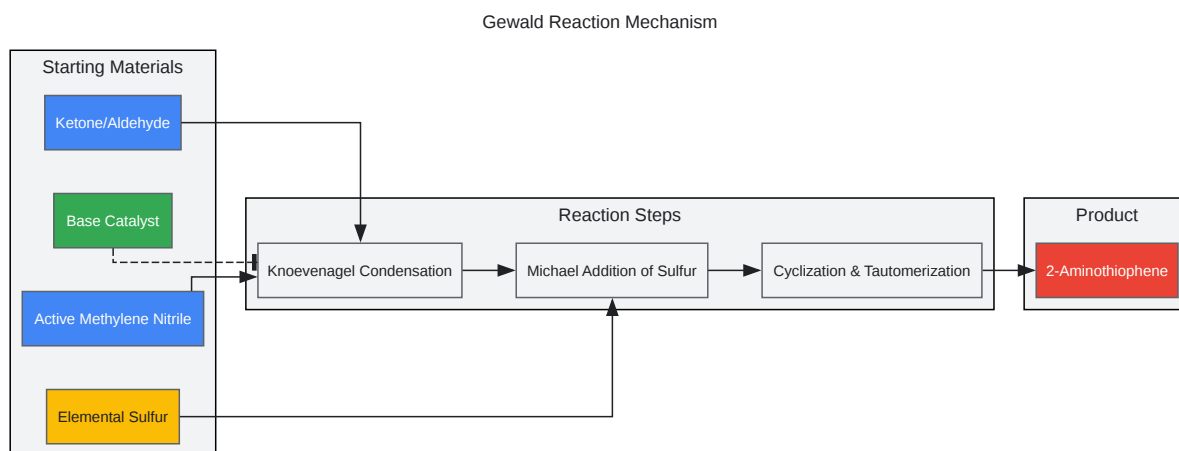 Gewald Reaction Mechanism
Starting Materials
Ketone/Aldehyde
Base Catalyst
Active Methylene Nitrile
Elemental Sulfur
Reaction Steps
Knoevenagel Condensation
Michael Addition of Sulfur
Cyclization & Tautomerization
Product
2-Aminothiophene